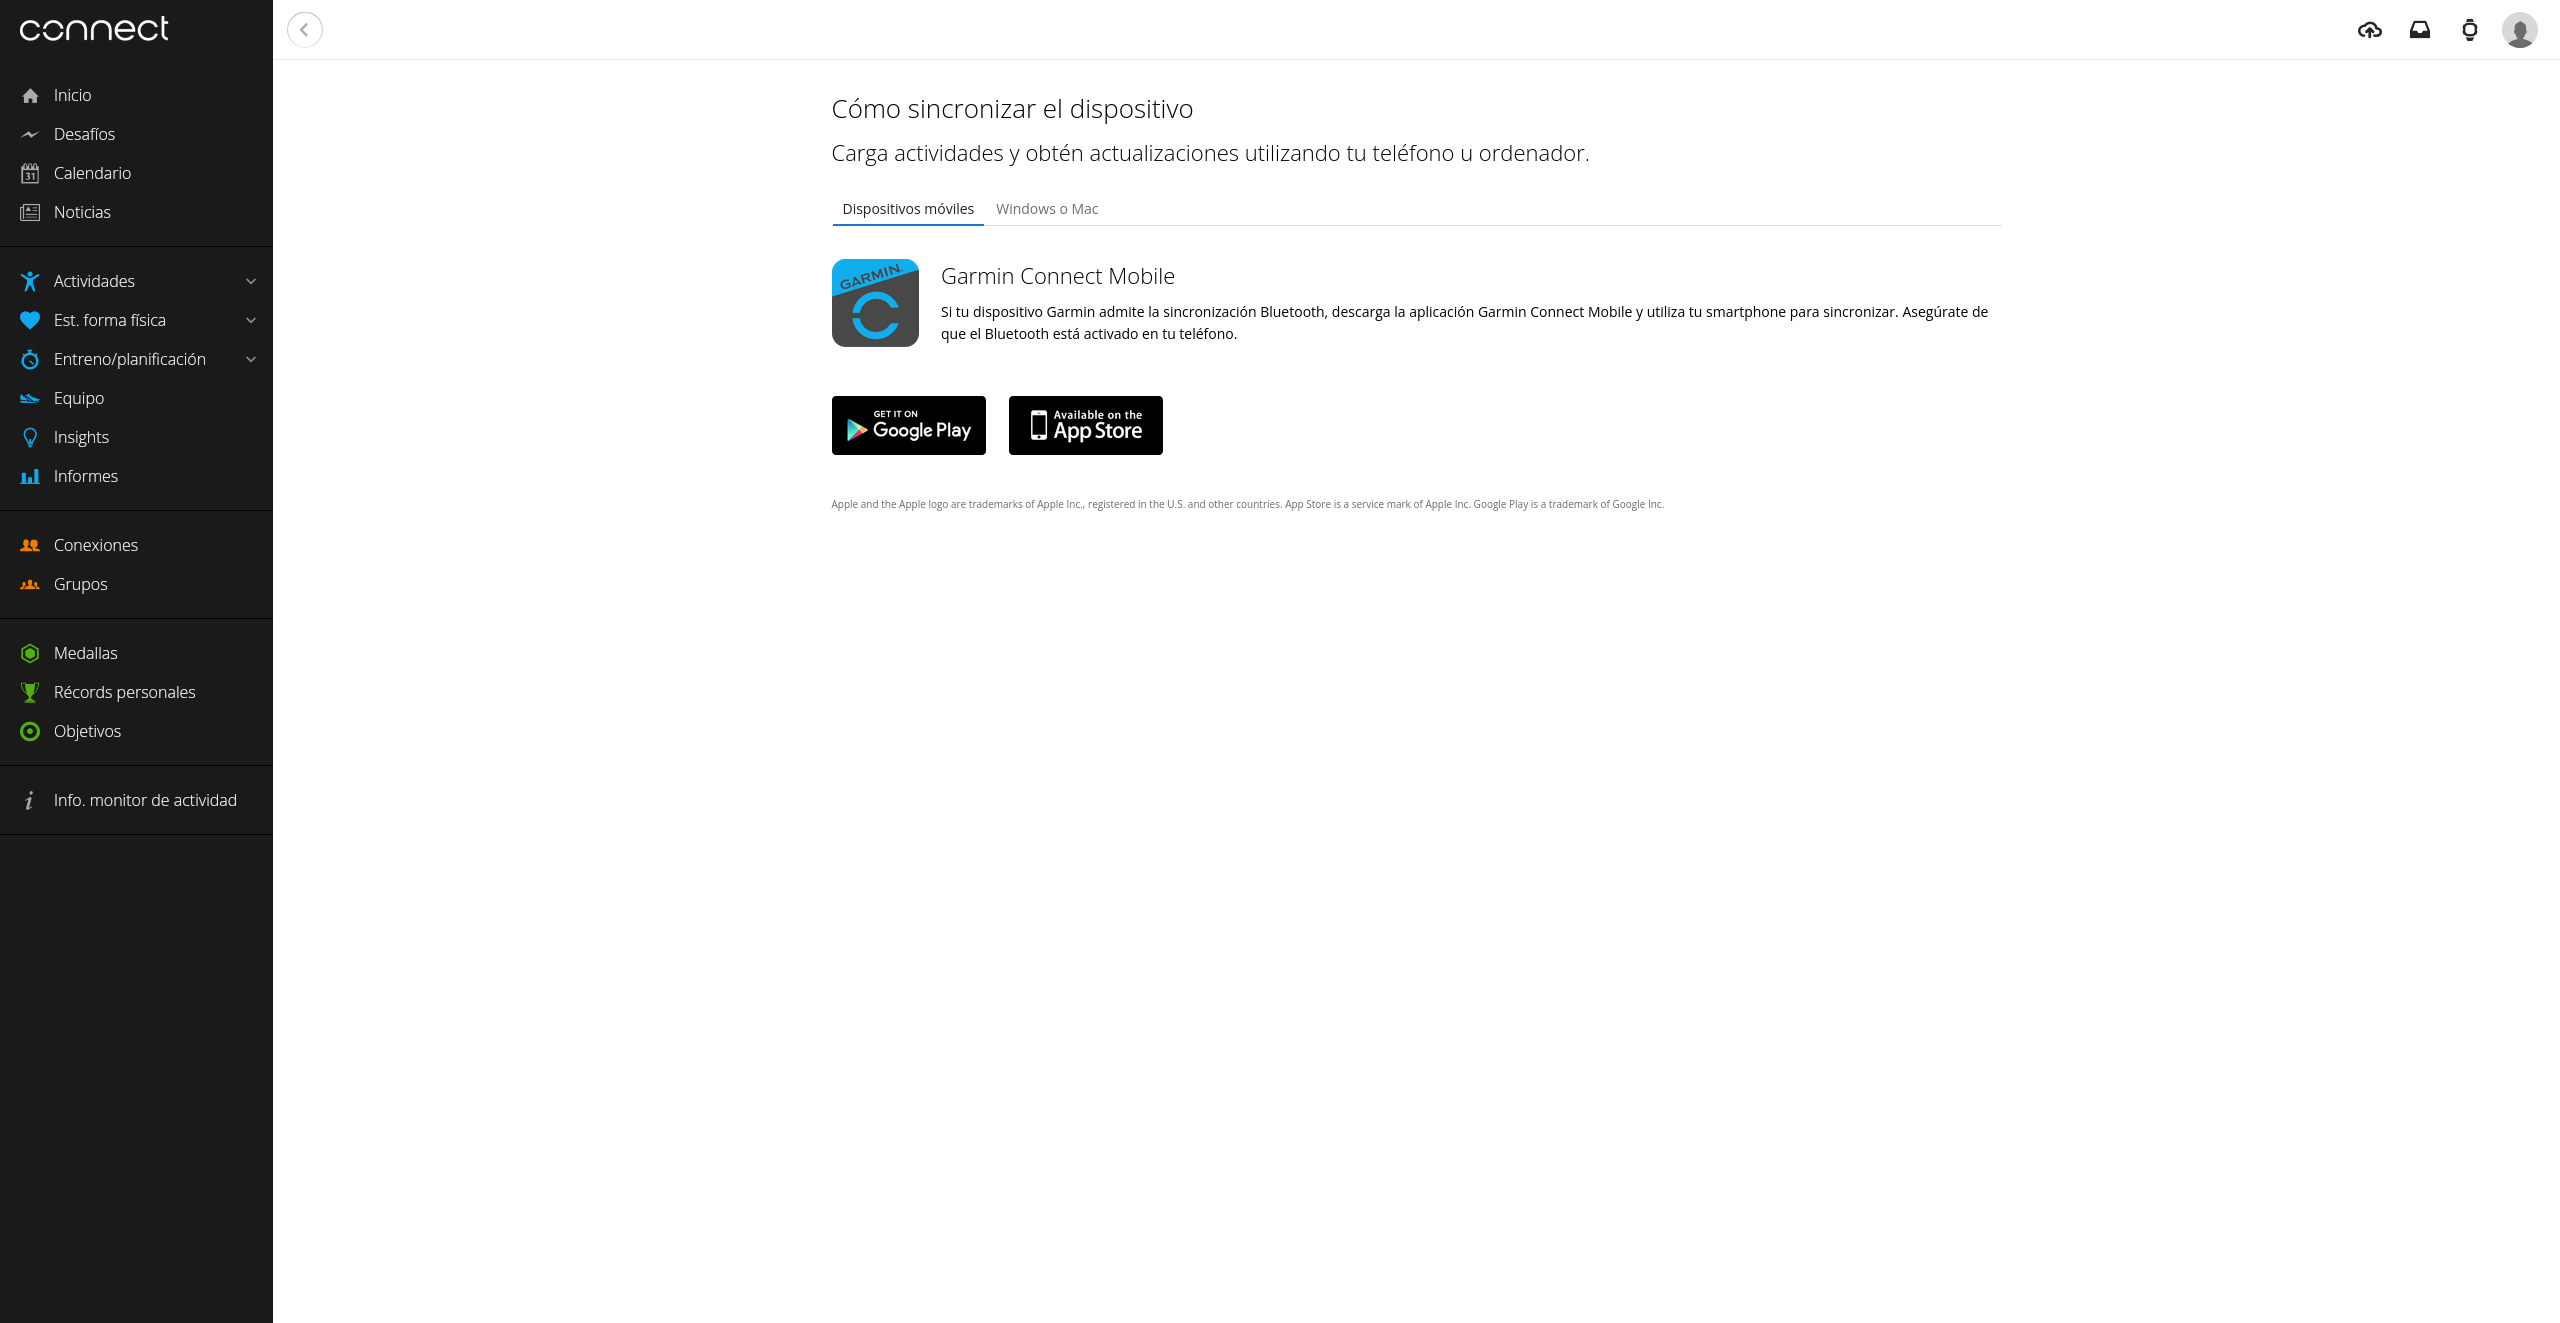 connect
Inicio
Desafíos
31
Calendario
Noticias
Actividades
Est. forma física
Entreno/planificación
Equipo
Insights
Informes
Conexiones
Grupos
Medallas
Récords personales
Objetivos
i
Info. monitor de actividad
Cómo sincronizar el dispositivo
Carga actividades y obtén actualizaciones utilizando tu teléfono u ordenador.
Dispositivos móviles Windows o Mac
GARMIN
Garmin Connect Mobile
Si tu dispositivo Garmin admite la sincronización Bluetooth, descarga la aplicación Garmin Connect Mobile y utiliza tu smartphone para sincronizar. Asegúrate de
que el Bluetooth está activado en tu teléfono.
GET IT ON
Google Play
Available on the
App Store
Apple and the Apple logo are trademarks of Apple Inc., registered in the U.S. and other countries. App Store is a service mark of Apple Inc. Google Play is a trademark of Google Inc.